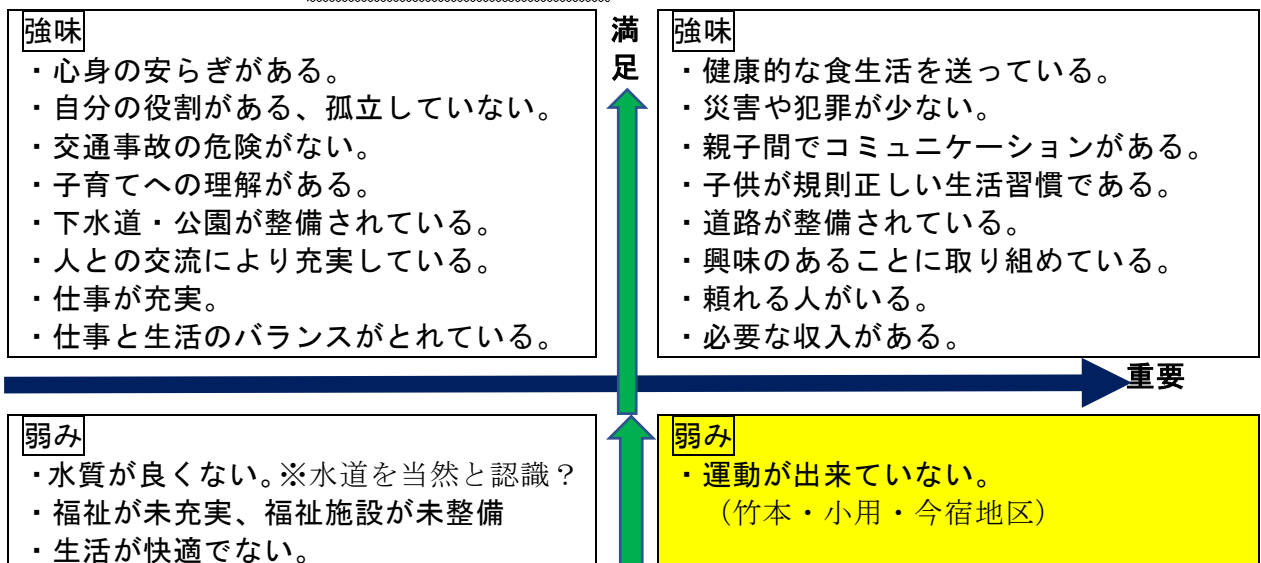 強味
・心身の安らぎがある。
・自分の役割がある、孤立していない。
・交通事故の危険がない。
・子育てへの理解がある。
・下水道・公園が整備されている。
・人との交流により充実している。
・仕事が充実。
・仕事と生活のバランスがとれている。
満
足
強味
・健康的な食生活を送っている。
・災害や犯罪が少ない。
・親子間でコミュニケーションがある。
・子供が規則正しい生活習慣である。
・道路が整備されている。
・興味のあることに取り組めている。
・頼れる人がいる。
・必要な収入がある。
重要
弱み
・水質が良くない。※水道を当然と認識？
・福祉が未充実、福祉施設が未整備
・生活が快適でない。
弱み
・運動が出来ていない。
（竹本・小用・今宿地区）